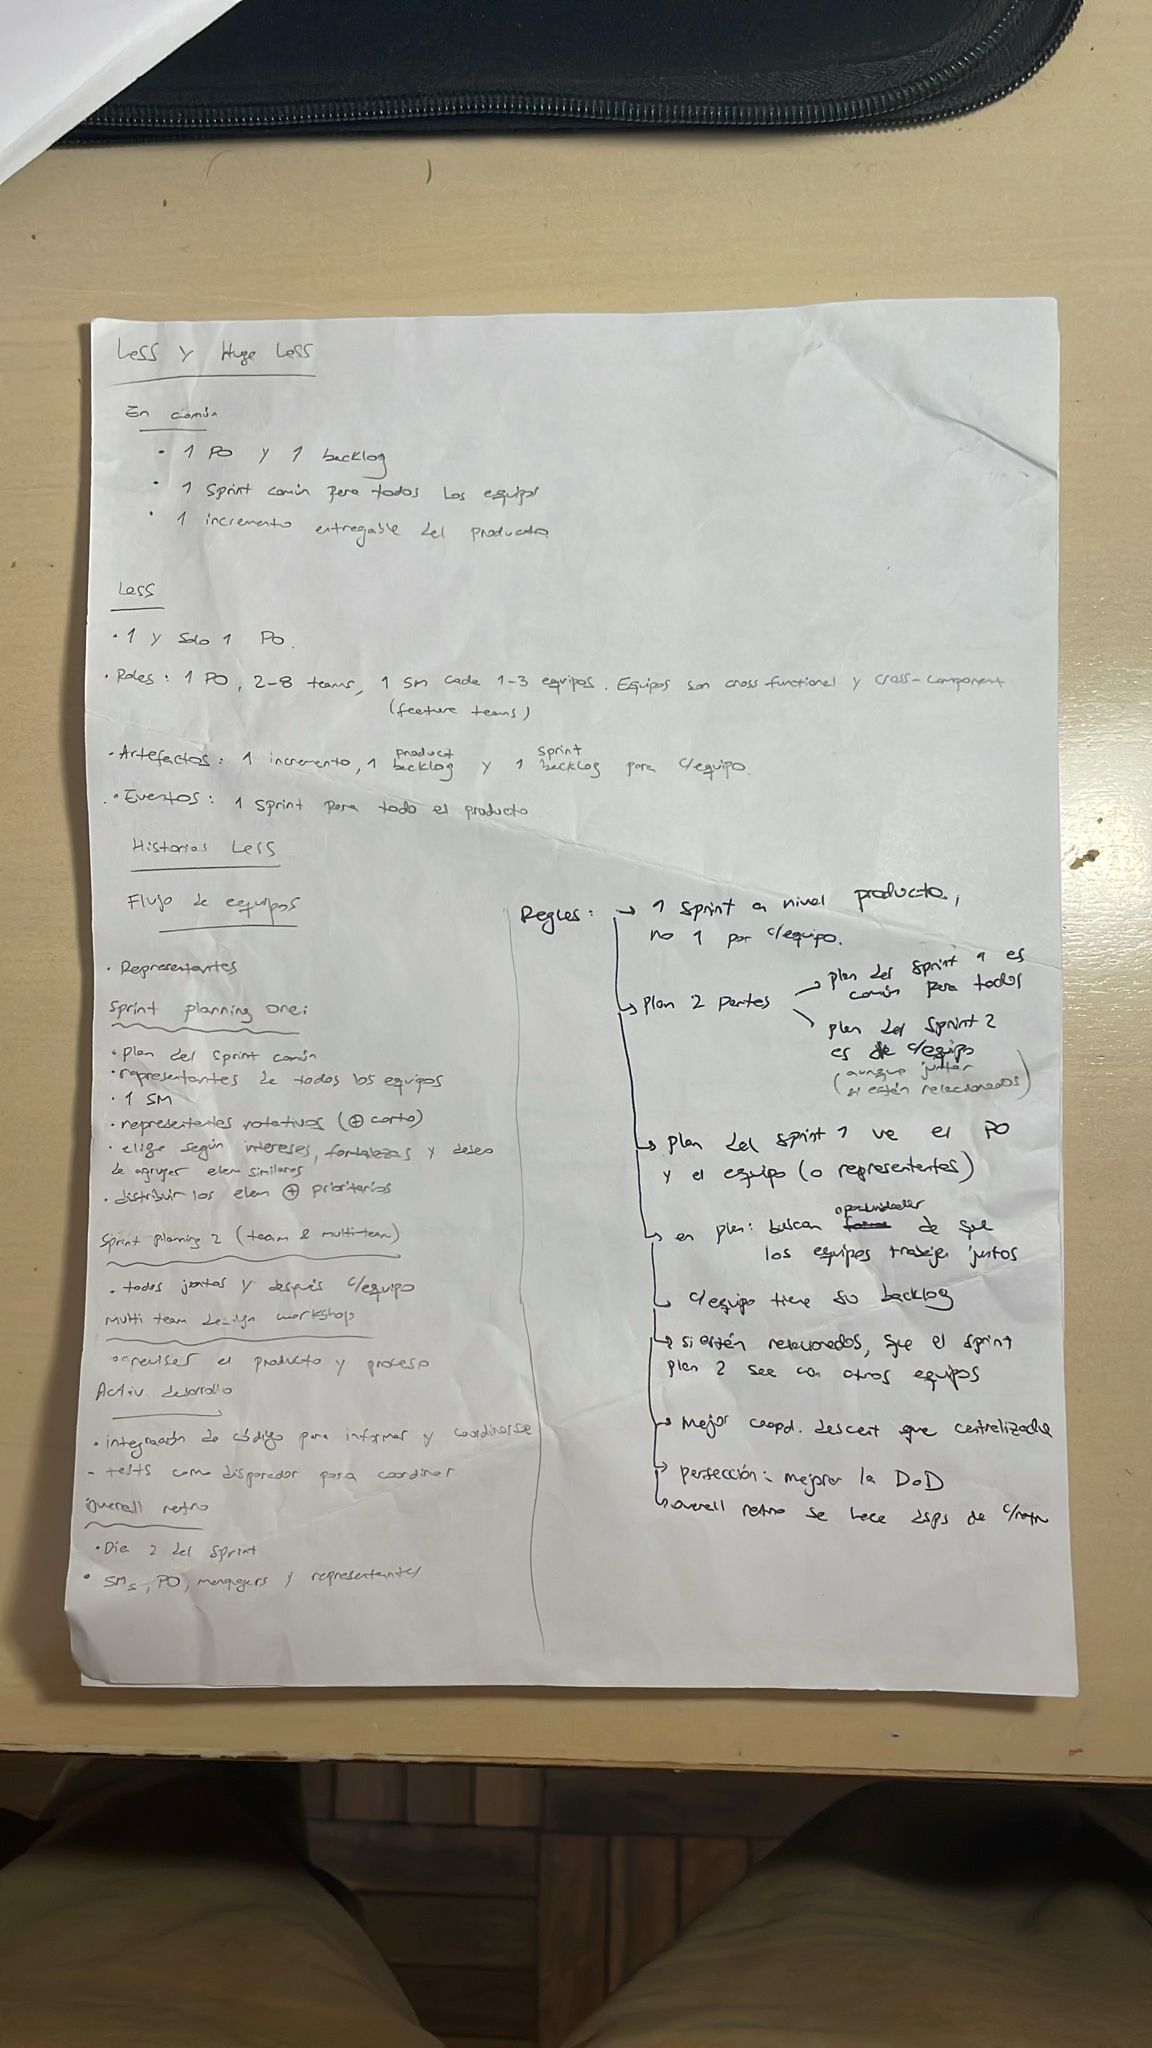 LeSS y Huge LeSS
En común
• 1 PO y 1 backlog
• 1 Sprint común para todos los equipos
• 1 incremento entregable del producto
LeSS
• 1 y solo 1 PO.
• Roles: 1 PO, 2-8 teams, 1 SM cada 1-3 equipos. Equipos son cross functional y cross-component
(feature teams)
• Artefactos: 1 incremento, 1 product backlog y 1 sprint backlog para c/equipo.
• Eventos: 1 Sprint para todo el producto
Historias LeSS
Flujo de equipos
• Representantes
Sprint planning one:
• plan del sprint común
• representantes de todos los equipos
• 1 SM
• representantes rotativos (⊕ corto)
• elige según intereses, fortalezas y deseo
de agrupar elem similares
• distribuir los elem ⊕ prioritarios
Sprint planning 2 (team & multi-team)
• todos juntos y después c/equipo
Multi team design workshop
el producto y proceso
Activ. desarrollo
• integración de código para informar y coordinarse
- tests como disparador para coordinar
Overall retro
• Día 2 del Sprint
• SMs, PO, managers y representantes
Reglas: → 1 Sprint a nivel producto,
no 1 por c/equipo.
→ plan 2 partes
→ plan del sprint 1 es
común para todos
→ plan del sprint 2
es de c/equipo
(aunque juntar
si están relacionados)
→ plan del sprint 1 va el PO
y el equipo (o representantes)
→ en plan: buscan oportunidades de que
los equipos trabajen juntos
→ c/equipo tiene su backlog
→ si están relacionados, que el sprint
plan 2 sea con otros equipos
→ mejor coord. descent que centralizada
→ perfección: mejorar la DoD
→ overall retro se hace dsps de c/retro